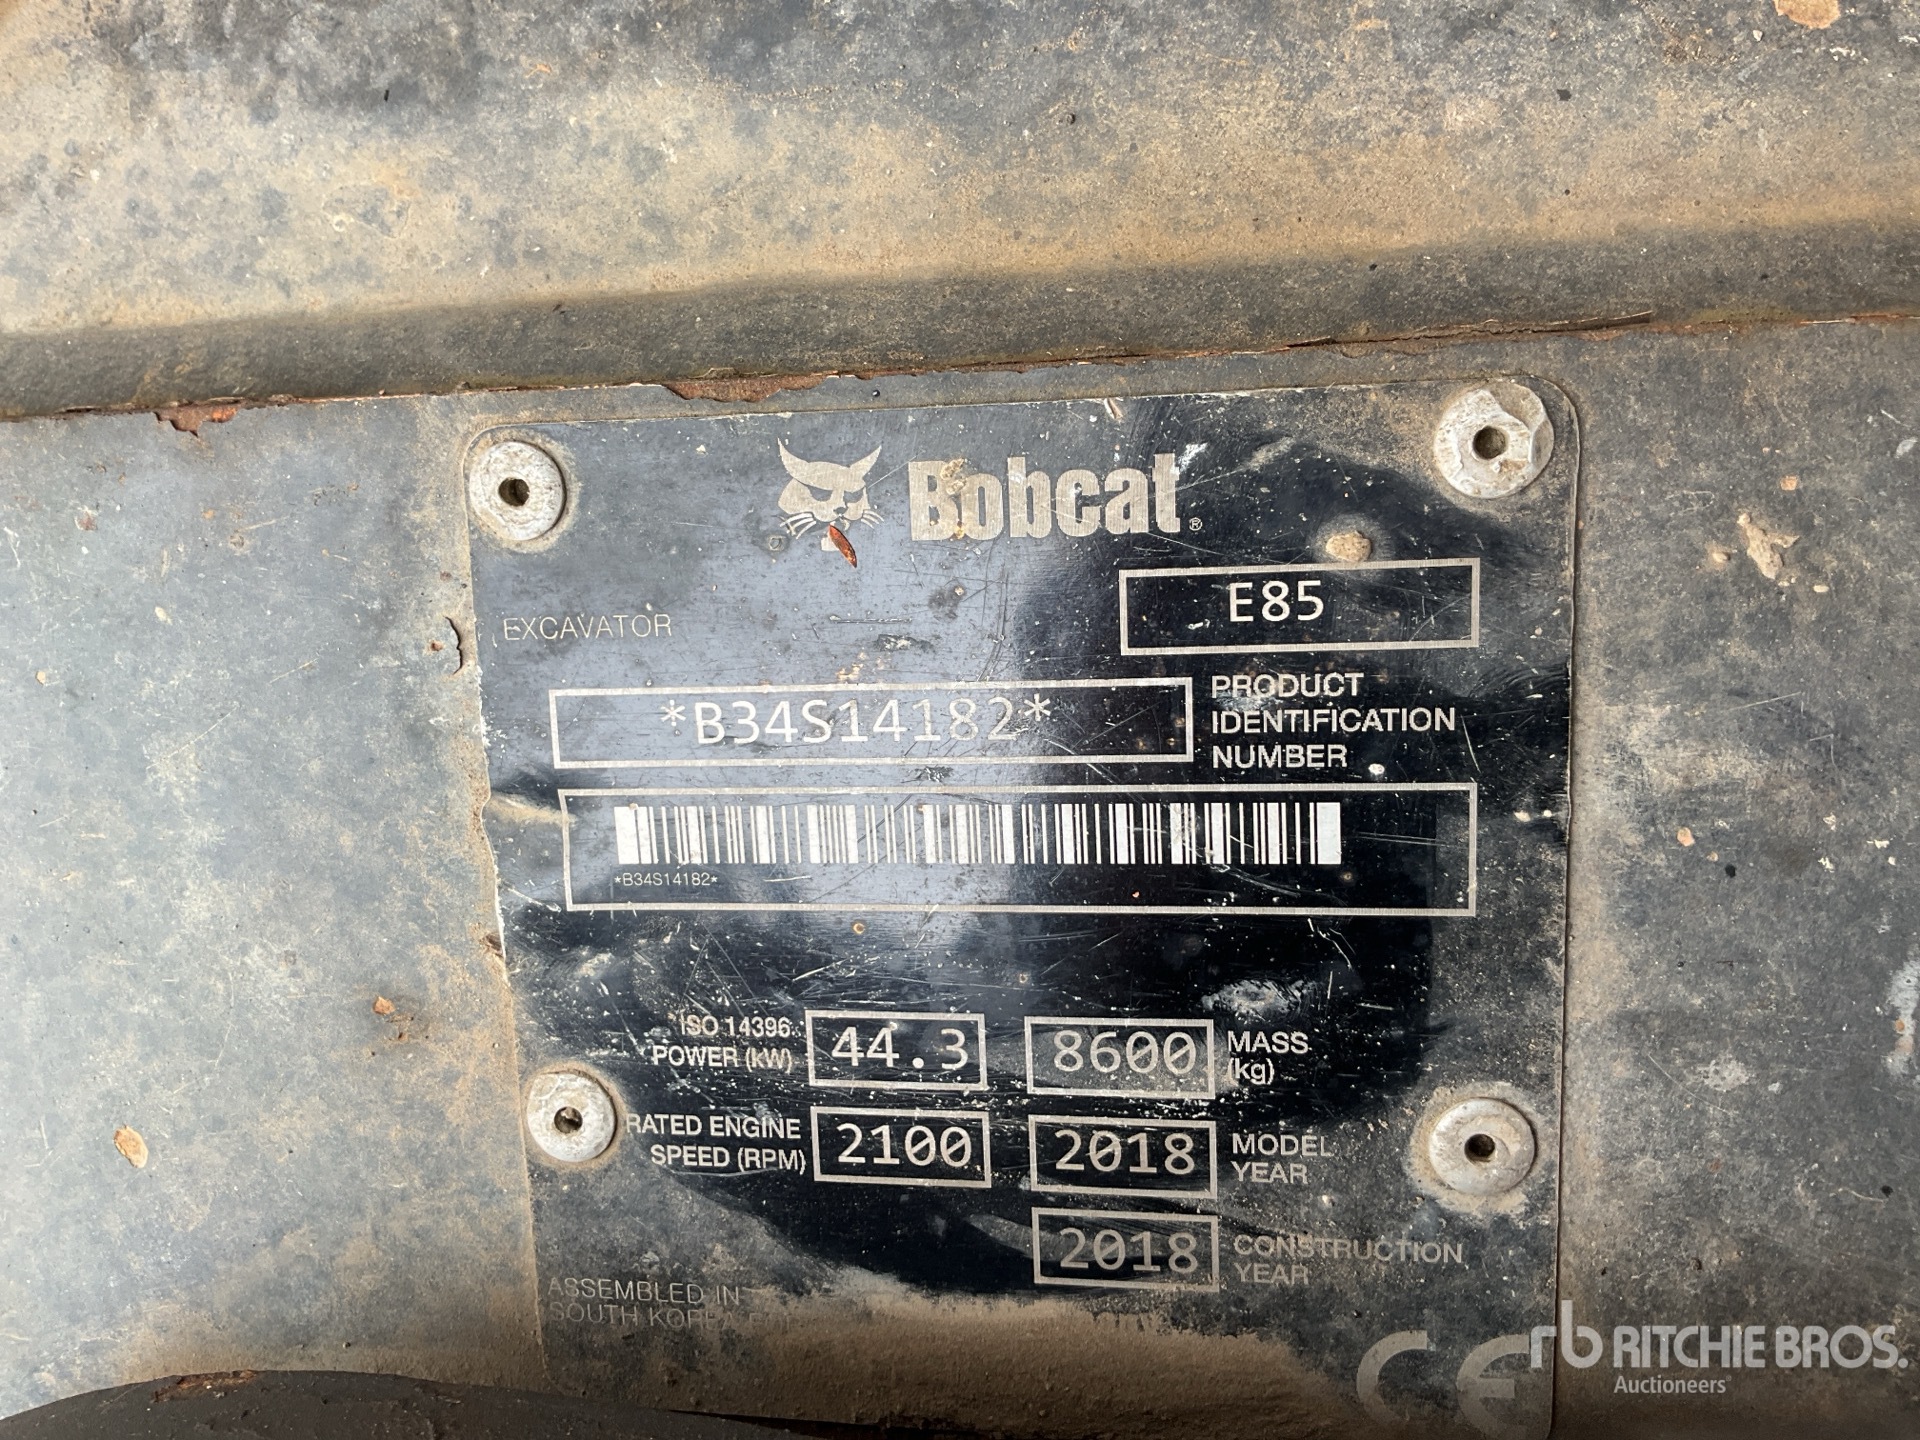 Bobcat®
EXCAVATOR
E85
*B34S14182*
PRODUCT
IDENTIFICATION
NUMBER
*B34S14182*
ISO 14396
POWER (kW)
44.3
8600
MASS
(kg)
RATED ENGINE
SPEED (RPM)
2100
2018
MODEL
YEAR
2018
CONSTRUCTION
YEAR
ASSEMBLED IN
SOUTH KOREA
CE
rb RITCHIE BROS.
Auctioneers